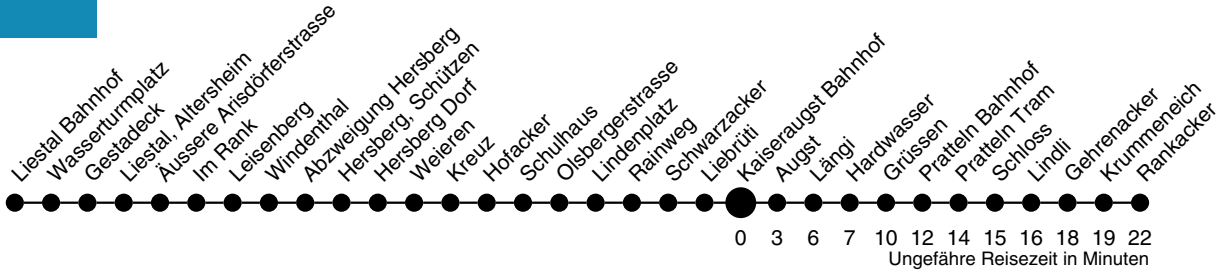 Liestal Bahnhof
Wasserturmplatz
Gestadeck
Liestal, Altersheim
Äussere Arisdörferstrasse
Im Rank
Leisenberg
Windenthal
Abzweigung Hersberg
Hersberg, Schützen
Hersberg Dorf
Weieren
Kreuz
Hofacker
Schulhaus
Olsbergerstrasse
Lindenplatz
Rainweg
Schwarzacker
Liebrüti
Kaiseraugst Bahnhof
Augst
Längi
Hardwasser
Grüssen
Pratteln Bahnhof
Pratteln Tram
Schloss
Lindli
Gehrenacker
Krummeneich
Rankacker
0 3 6 7 10 12 14 15 16 18 19 22
Ungefähre Reisezeit in Minuten